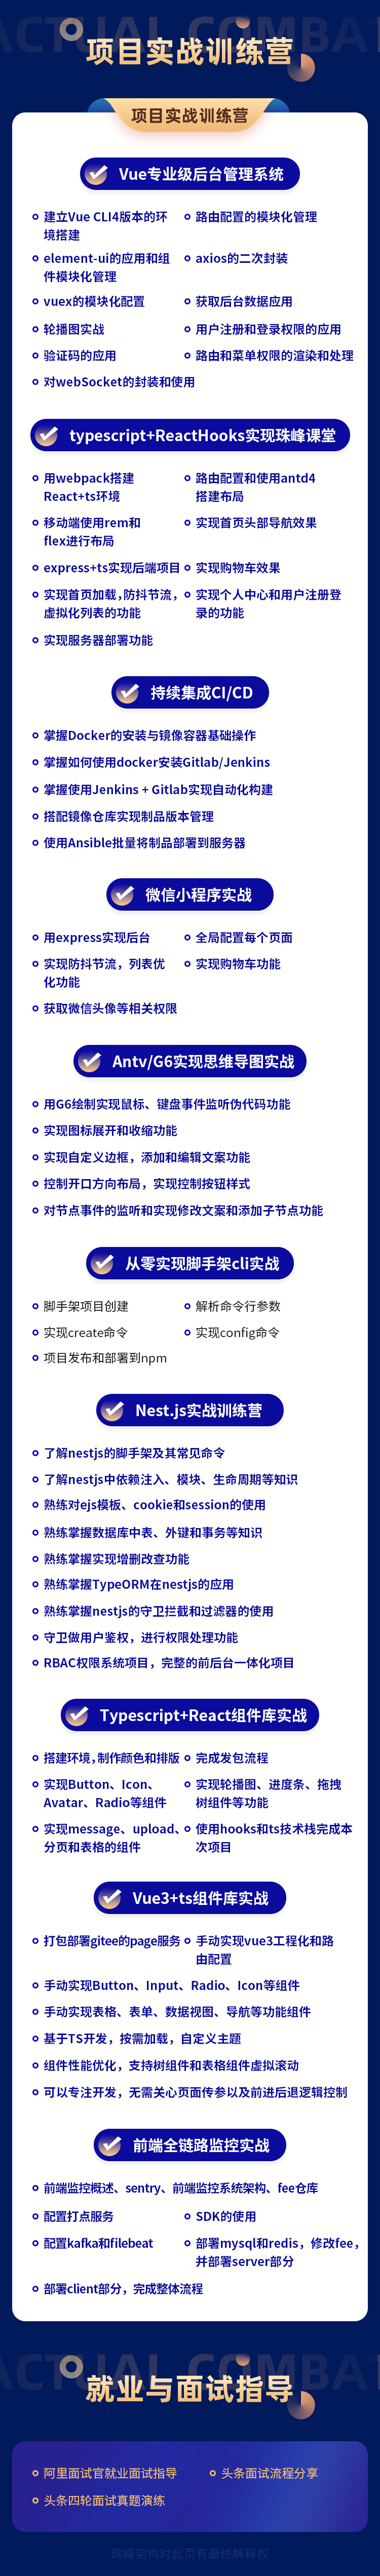 ACTUAL COMBAT
项目实战训练营
项目实战训练营
Vue专业级后台管理系统
建立Vue CLI4版本的环
境搭建
路由配置的模块化管理
element-ui的应用和组
件模块化管理
axios的二次封装
vuex的模块化配置
获取后台数据应用
轮播图实战
用户注册和登录权限的应用
验证码的应用
路由和菜单权限的渲染和处理
对webSocket的封装和使用
typescript+ReactHooks实现珠峰课堂
用webpack搭建
React+ts环境
路由配置和使用antd4
搭建布局
移动端使用rem和
flex进行布局
实现首页头部导航效果
express+ts实现后端项目
实现购物车效果
实现首页加载,防抖节流，
虚拟化列表的功能
实现个人中心和用户注册登
录的功能
实现服务器部署功能
持续集成CI/CD
掌握Docker的安装与镜像容器基础操作
掌握如何使用docker安装Gitlab/Jenkins
掌握使用Jenkins + Gitlab实现自动化构建
搭配镜像仓库实现制品版本管理
使用Ansible批量将制品部署到服务器
微信小程序实战
用express实现后台
全局配置每个页面
实现防抖节流，列表优
化功能
实现购物车功能
获取微信头像等相关权限
Antv/G6实现思维导图实战
用G6绘制实现鼠标、键盘事件监听伪代码功能
实现图标展开和收缩功能
实现自定义边框，添加和编辑文案功能
控制开口方向布局，实现控制按钮样式
对节点事件的监听和实现修改文案和添加子节点功能
从零实现脚手架cli实战
脚手架项目创建
解析命令行参数
实现create命令
实现config命令
项目发布和部署到npm
Nest.js实战训练营
了解nestjs的脚手架及其常见命令
了解nestjs中依赖注入、模块、生命周期等知识
熟练对ejs模板、cookie和session的使用
熟练掌握数据库中表、外键和事务等知识
熟练掌握实现增删改查功能
熟练掌握TypeORM在nestjs的应用
熟练掌握nestjs的守卫拦截和过滤器的使用
守卫做用户鉴权，进行权限处理功能
RBAC权限系统项目，完整的前后台一体化项目
Typescript+React组件库实战
搭建环境,制作颜色和排版
完成发包流程
实现Button、Icon、
Avatar、Radio等组件
实现轮播图、进度条、拖拽
树组件等功能
实现message、upload、
分页和表格的组件
使用hooks和ts技术栈完成本
次项目
Vue3+ts组件库实战
打包部署gitee的page服务
手动实现vue3工程化和路
由配置
手动实现Button、Input、Radio、Icon等组件
手动实现表格、表单、数据视图、导航等功能组件
基于TS开发，按需加载，自定义主题
组件性能优化，支持树组件和表格组件虚拟滚动
可以专注开发，无需关心页面传参以及前进后退逻辑控制
前端全链路监控实战
前端监控概述、sentry、前端监控系统架构、fee仓库
配置打点服务
SDK的使用
配置kafka和filebeat
部署mysql和redis，修改fee，
并部署server部分
部署client部分，完成整体流程
ACTUAL COMBAT
就业与面试指导
阿里面试官就业面试指导
头条面试流程分享
头条四轮面试真题演练
珠峰架构对此页有最终解释权